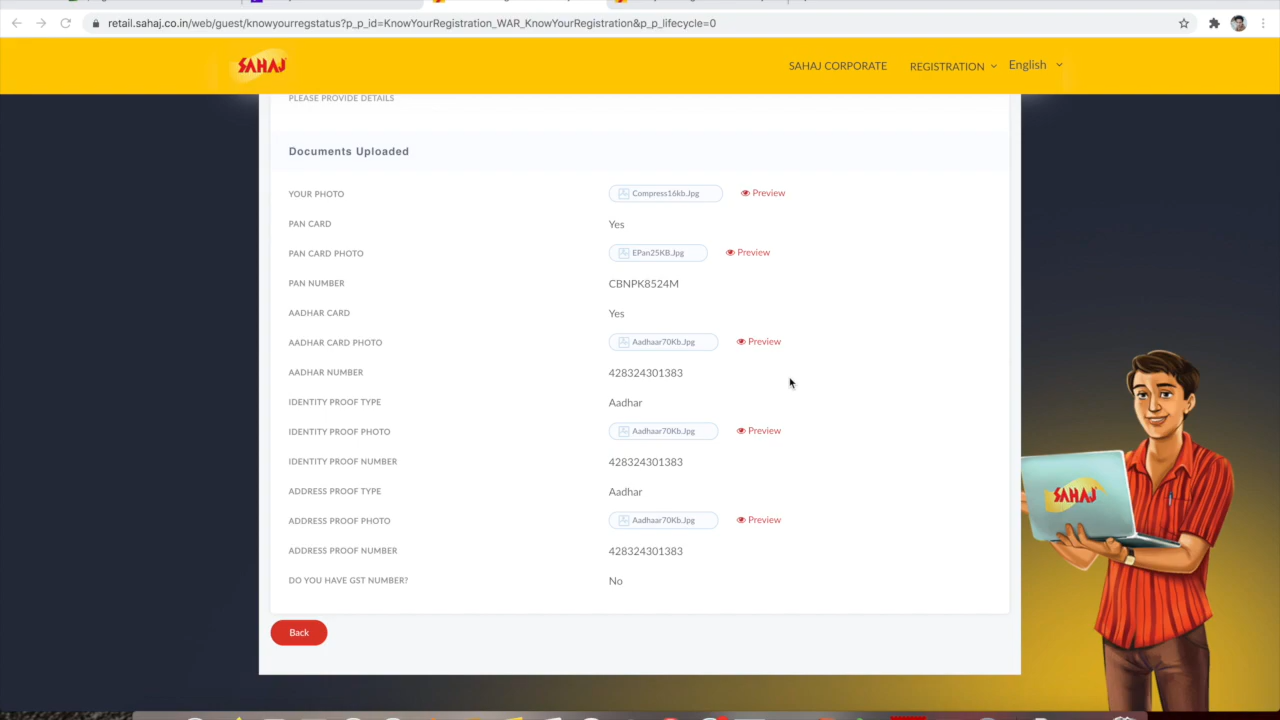 retail.sahaj.co.in/web/guest/knowyourregstatus?p_p_id=KnowYourRegistration_WAR_KnowYourRegistration&p_p_lifecycle=0
SAHAJ
SAHAJ CORPORATE
REGISTRATION
English
PLEASE PROVIDE DETAILS
Documents Uploaded
YOUR PHOTO
Compress16kb.Jpg
Preview
PAN CARD
Yes
PAN CARD PHOTO
EPan25KB.Jpg
Preview
PAN NUMBER
CBNPK8524M
AADHAR CARD
Yes
AADHAR CARD PHOTO
Aadhaar70Kb.Jpg
Preview
AADHAR NUMBER
428324301383
IDENTITY PROOF TYPE
Aadhar
IDENTITY PROOF PHOTO
Aadhaar70Kb.Jpg
Preview
IDENTITY PROOF NUMBER
428324301383
ADDRESS PROOF TYPE
Aadhar
ADDRESS PROOF PHOTO
Aadhaar70Kb.Jpg
Preview
ADDRESS PROOF NUMBER
428324301383
DO YOU HAVE GST NUMBER?
No
Back
SAHAJ